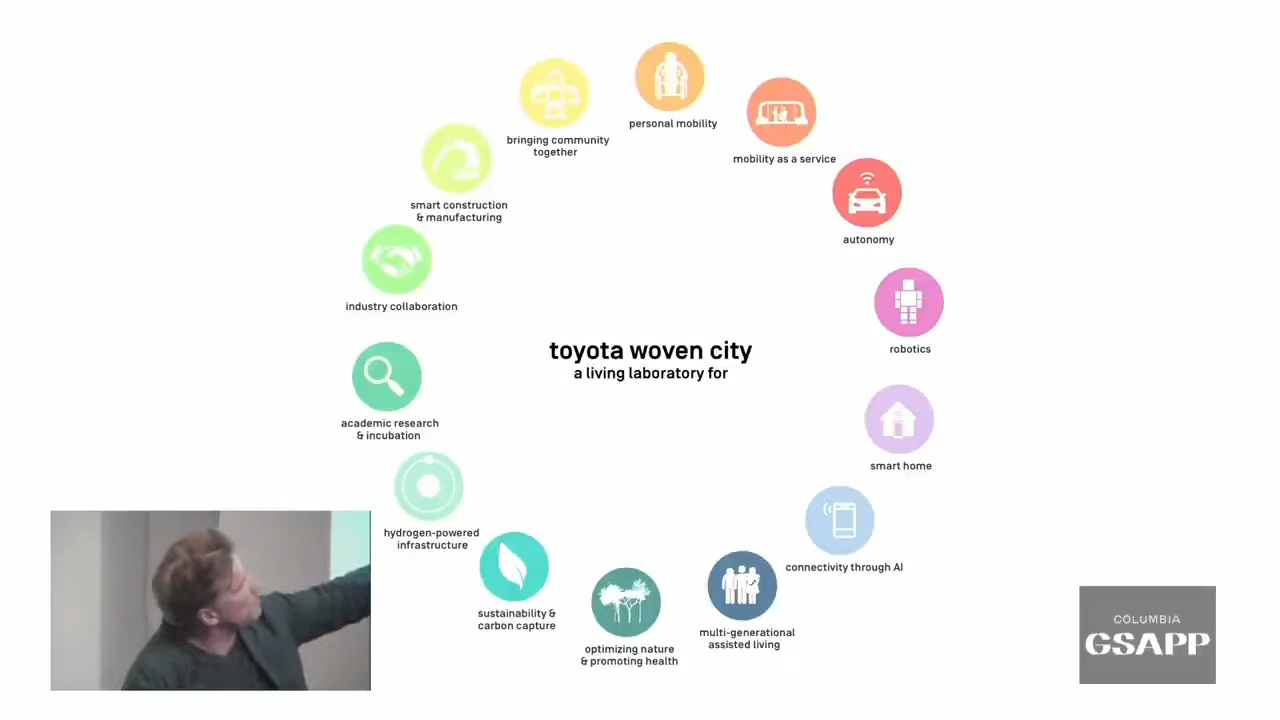 personal mobility
bringing community
together
mobility as a service
smart construction
& manufacturing
autonomy
industry collaboration
robotics
toyota woven city
a living laboratory for
academic research
& incubation
smart home
hydrogen-powered
infrastructure
connectivity through AI
sustainability &
carbon capture
multi-generational
assisted living
optimizing nature
& promoting health
COLUMBIA
GSAPP